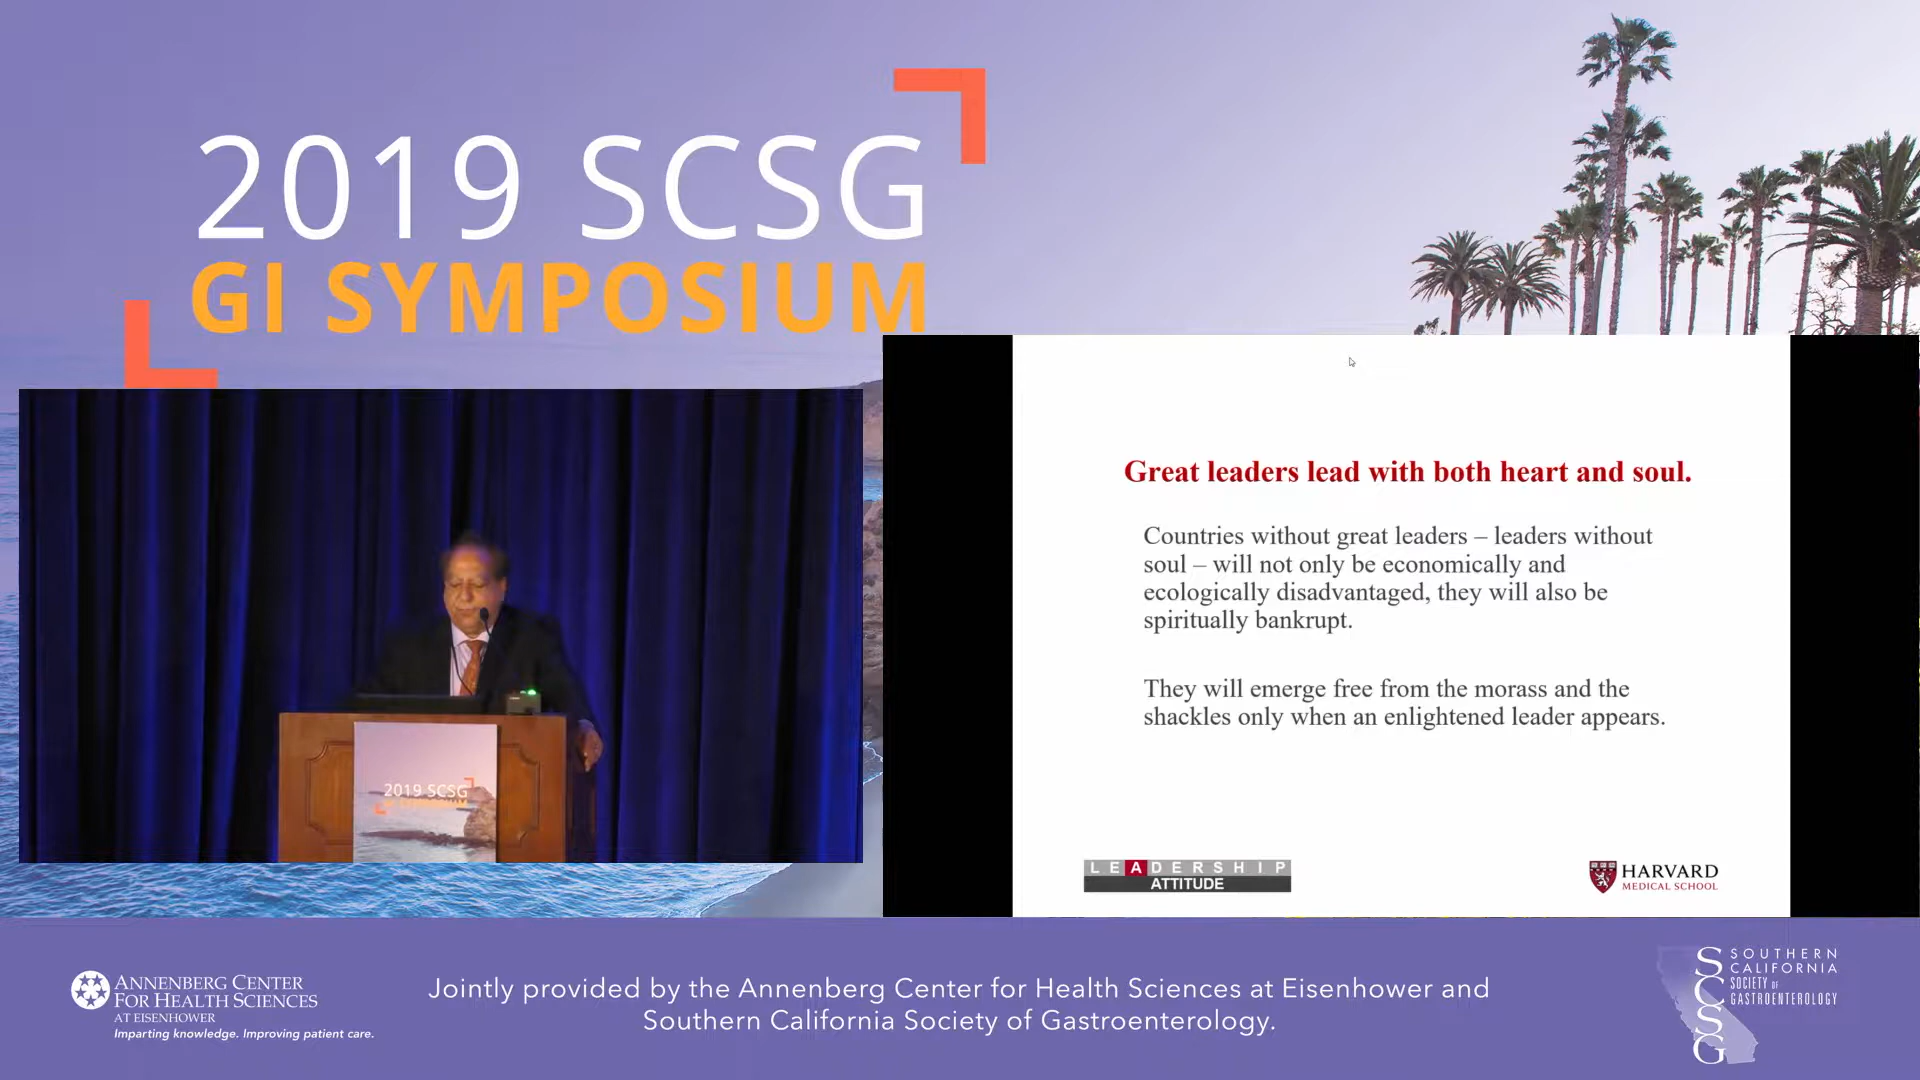 2019 SCSG
GI SYMPOSIUM
Great leaders lead with both heart and soul.
Countries without great leaders – leaders without
soul – will not only be economically and
ecologically disadvantaged, they will also be
spiritually bankrupt.
They will emerge free from the morass and the
shackles only when an enlightened leader appears.
LEADERSHIP
ATTITUDE
HARVARD
MEDICAL SCHOOL
2019 SCSG
GI SYMPOSIUM
ANNENBERG CENTER
FOR HEALTH SCIENCES
AT EISENHOWER
Imparting knowledge. Improving patient care.
Jointly provided by the Annenberg Center for Health Sciences at Eisenhower and
Southern California Society of Gastroenterology.
SCSG
SOUTHERN
CALIFORNIA
SOCIETY OF
GASTROENTEROLOGY